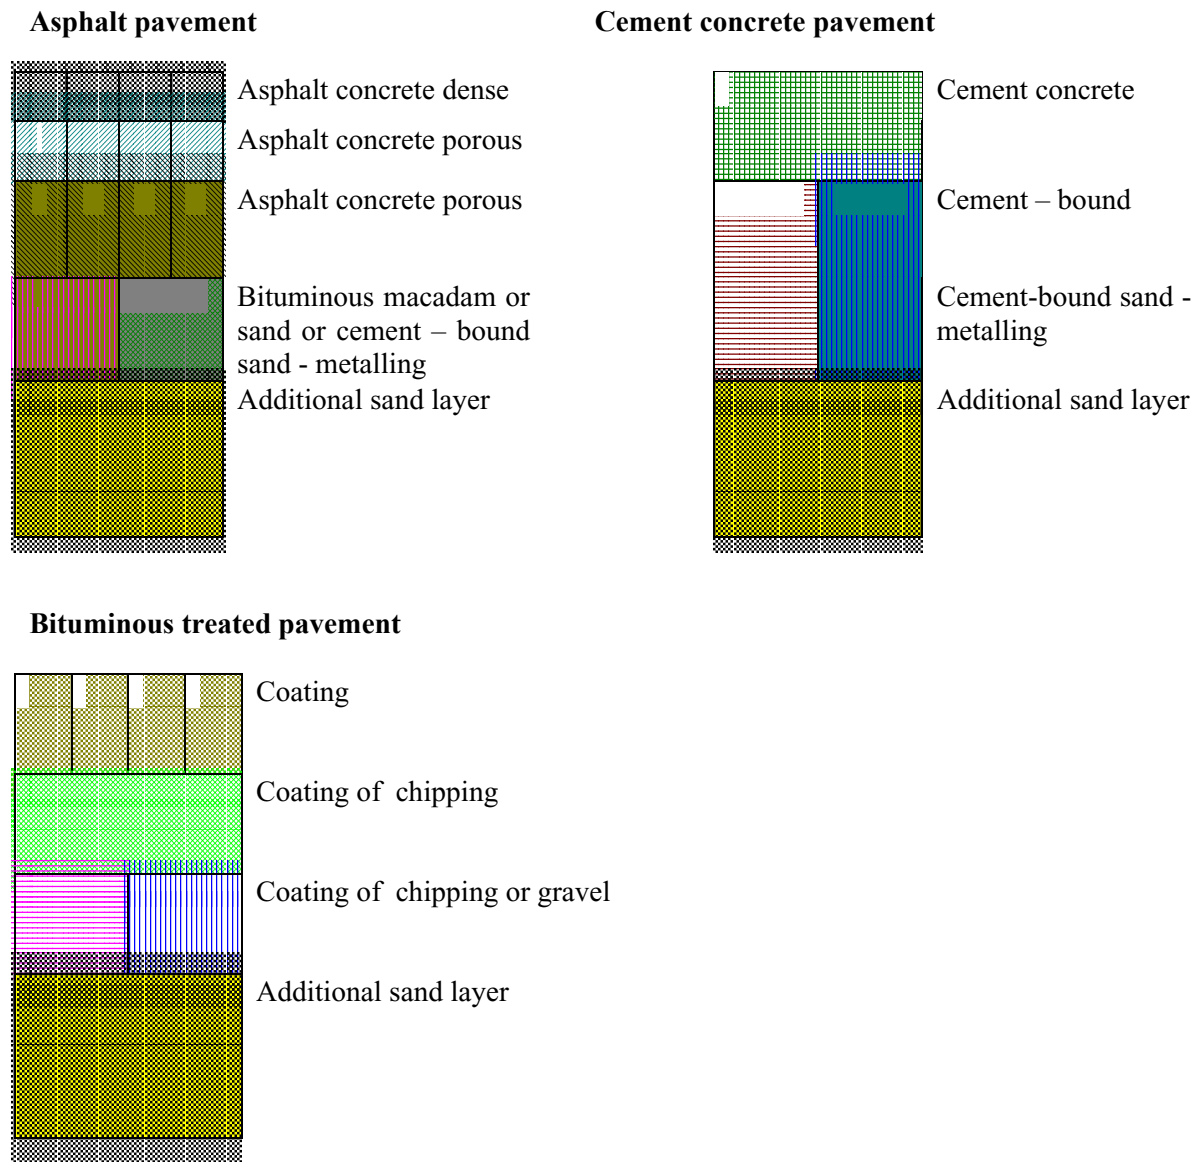 Asphalt pavement
Asphalt concrete dense
Asphalt concrete porous
Asphalt concrete porous
Bituminous macadam or
sand or cement – bound
sand - metalling
Additional sand layer
Cement concrete pavement
Cement concrete
Cement – bound
Cement-bound sand -
metalling
Additional sand layer
Bituminous treated pavement
Coating
Coating of chipping
Coating of chipping or gravel
Additional sand layer